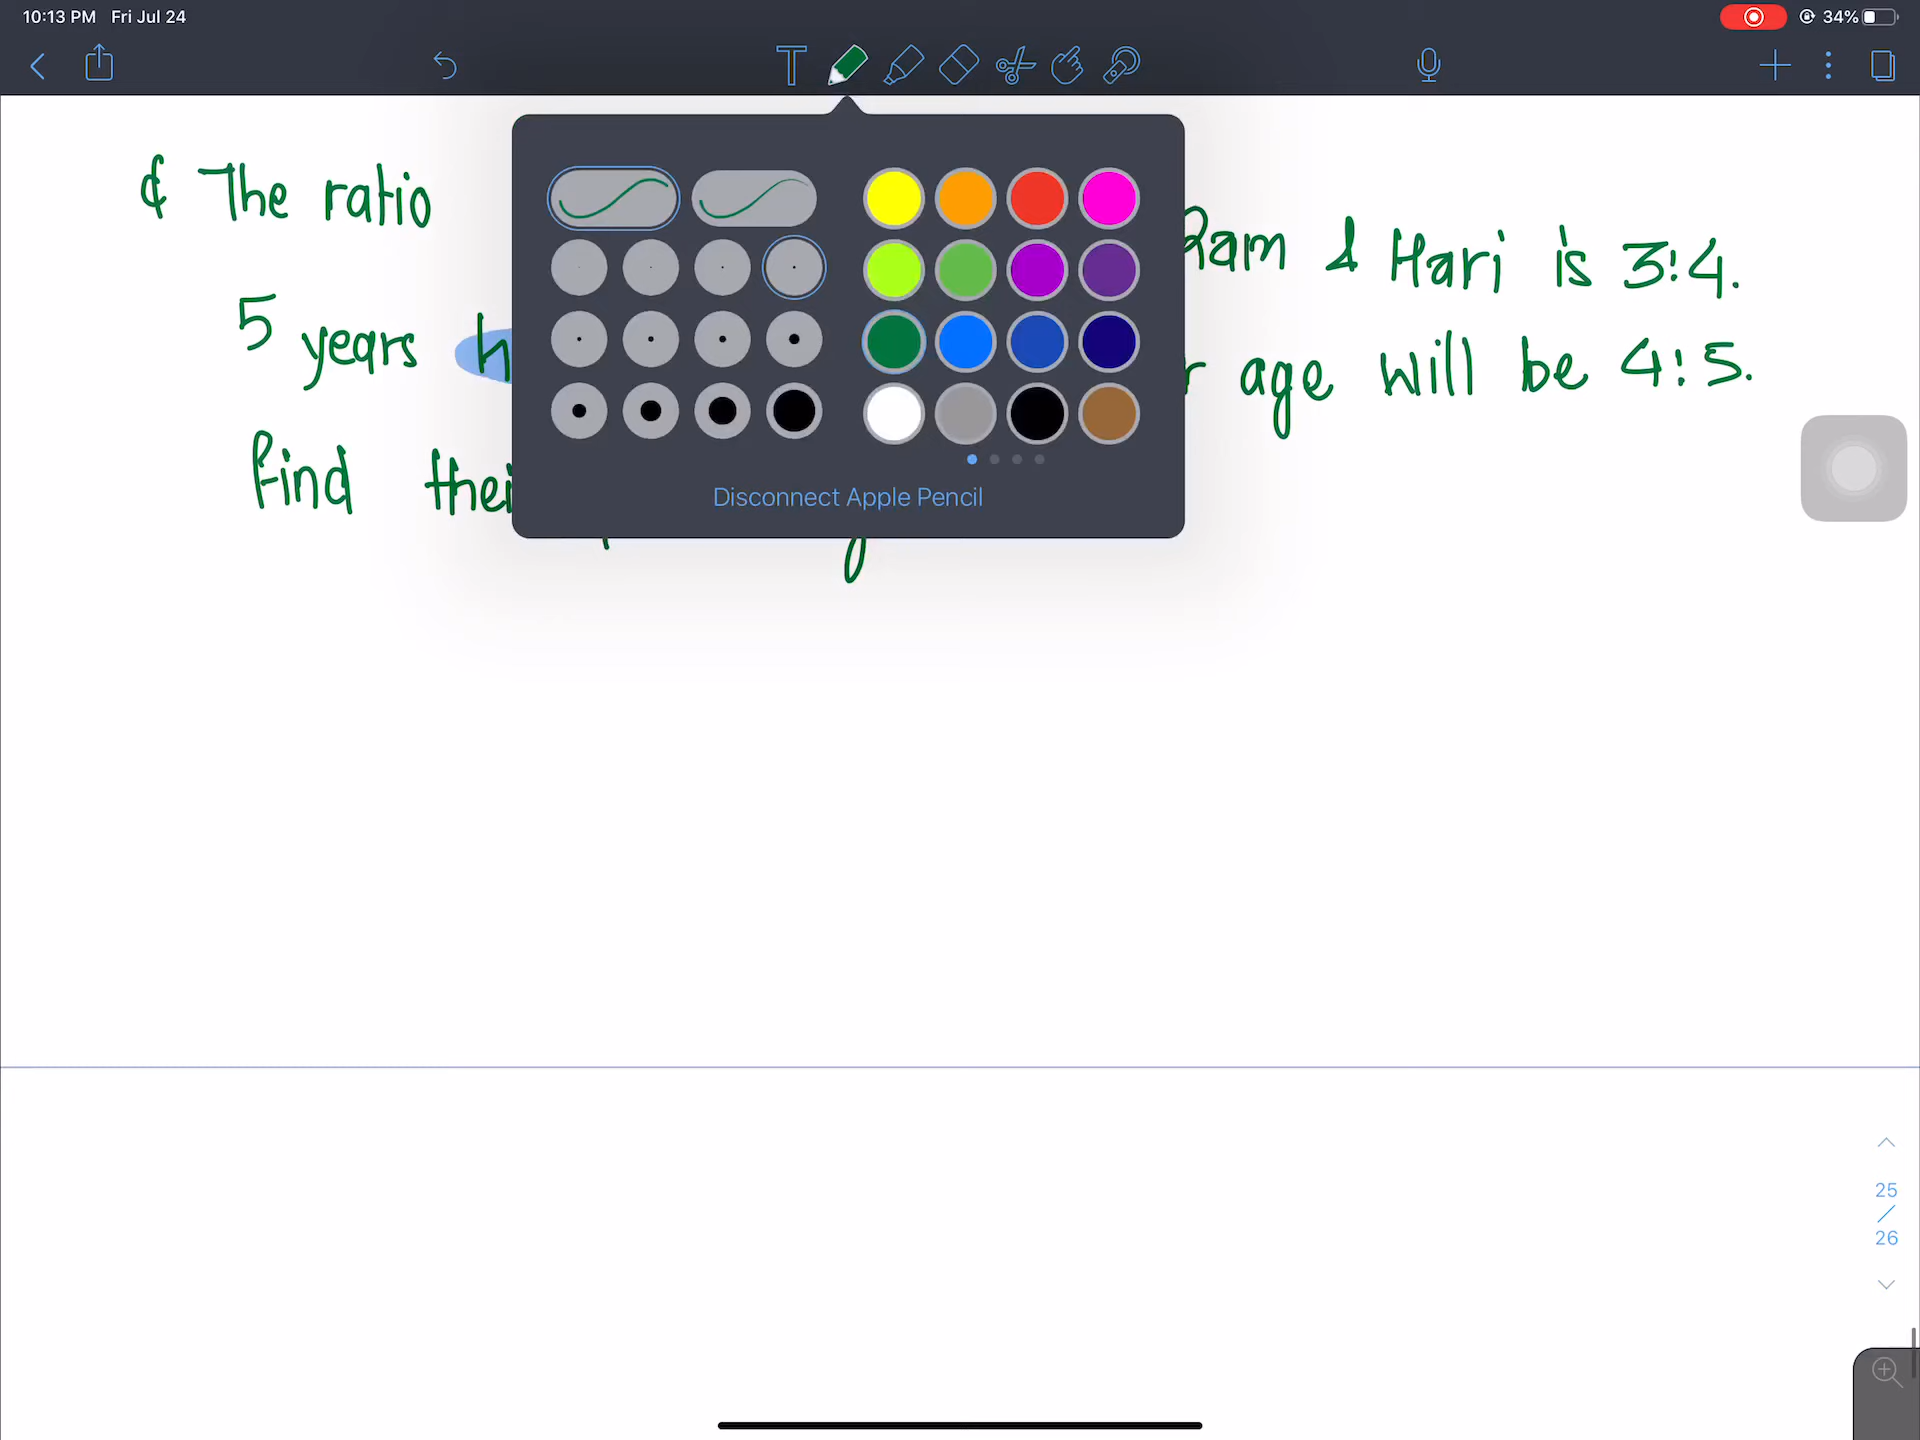 10:13 PM Fri Jul 24 34%
T
¢ The ratio Ram & Hari is 3:4.
5 years h r age will be 4:5.
find thei
Disconnect Apple Pencil
25
/
26